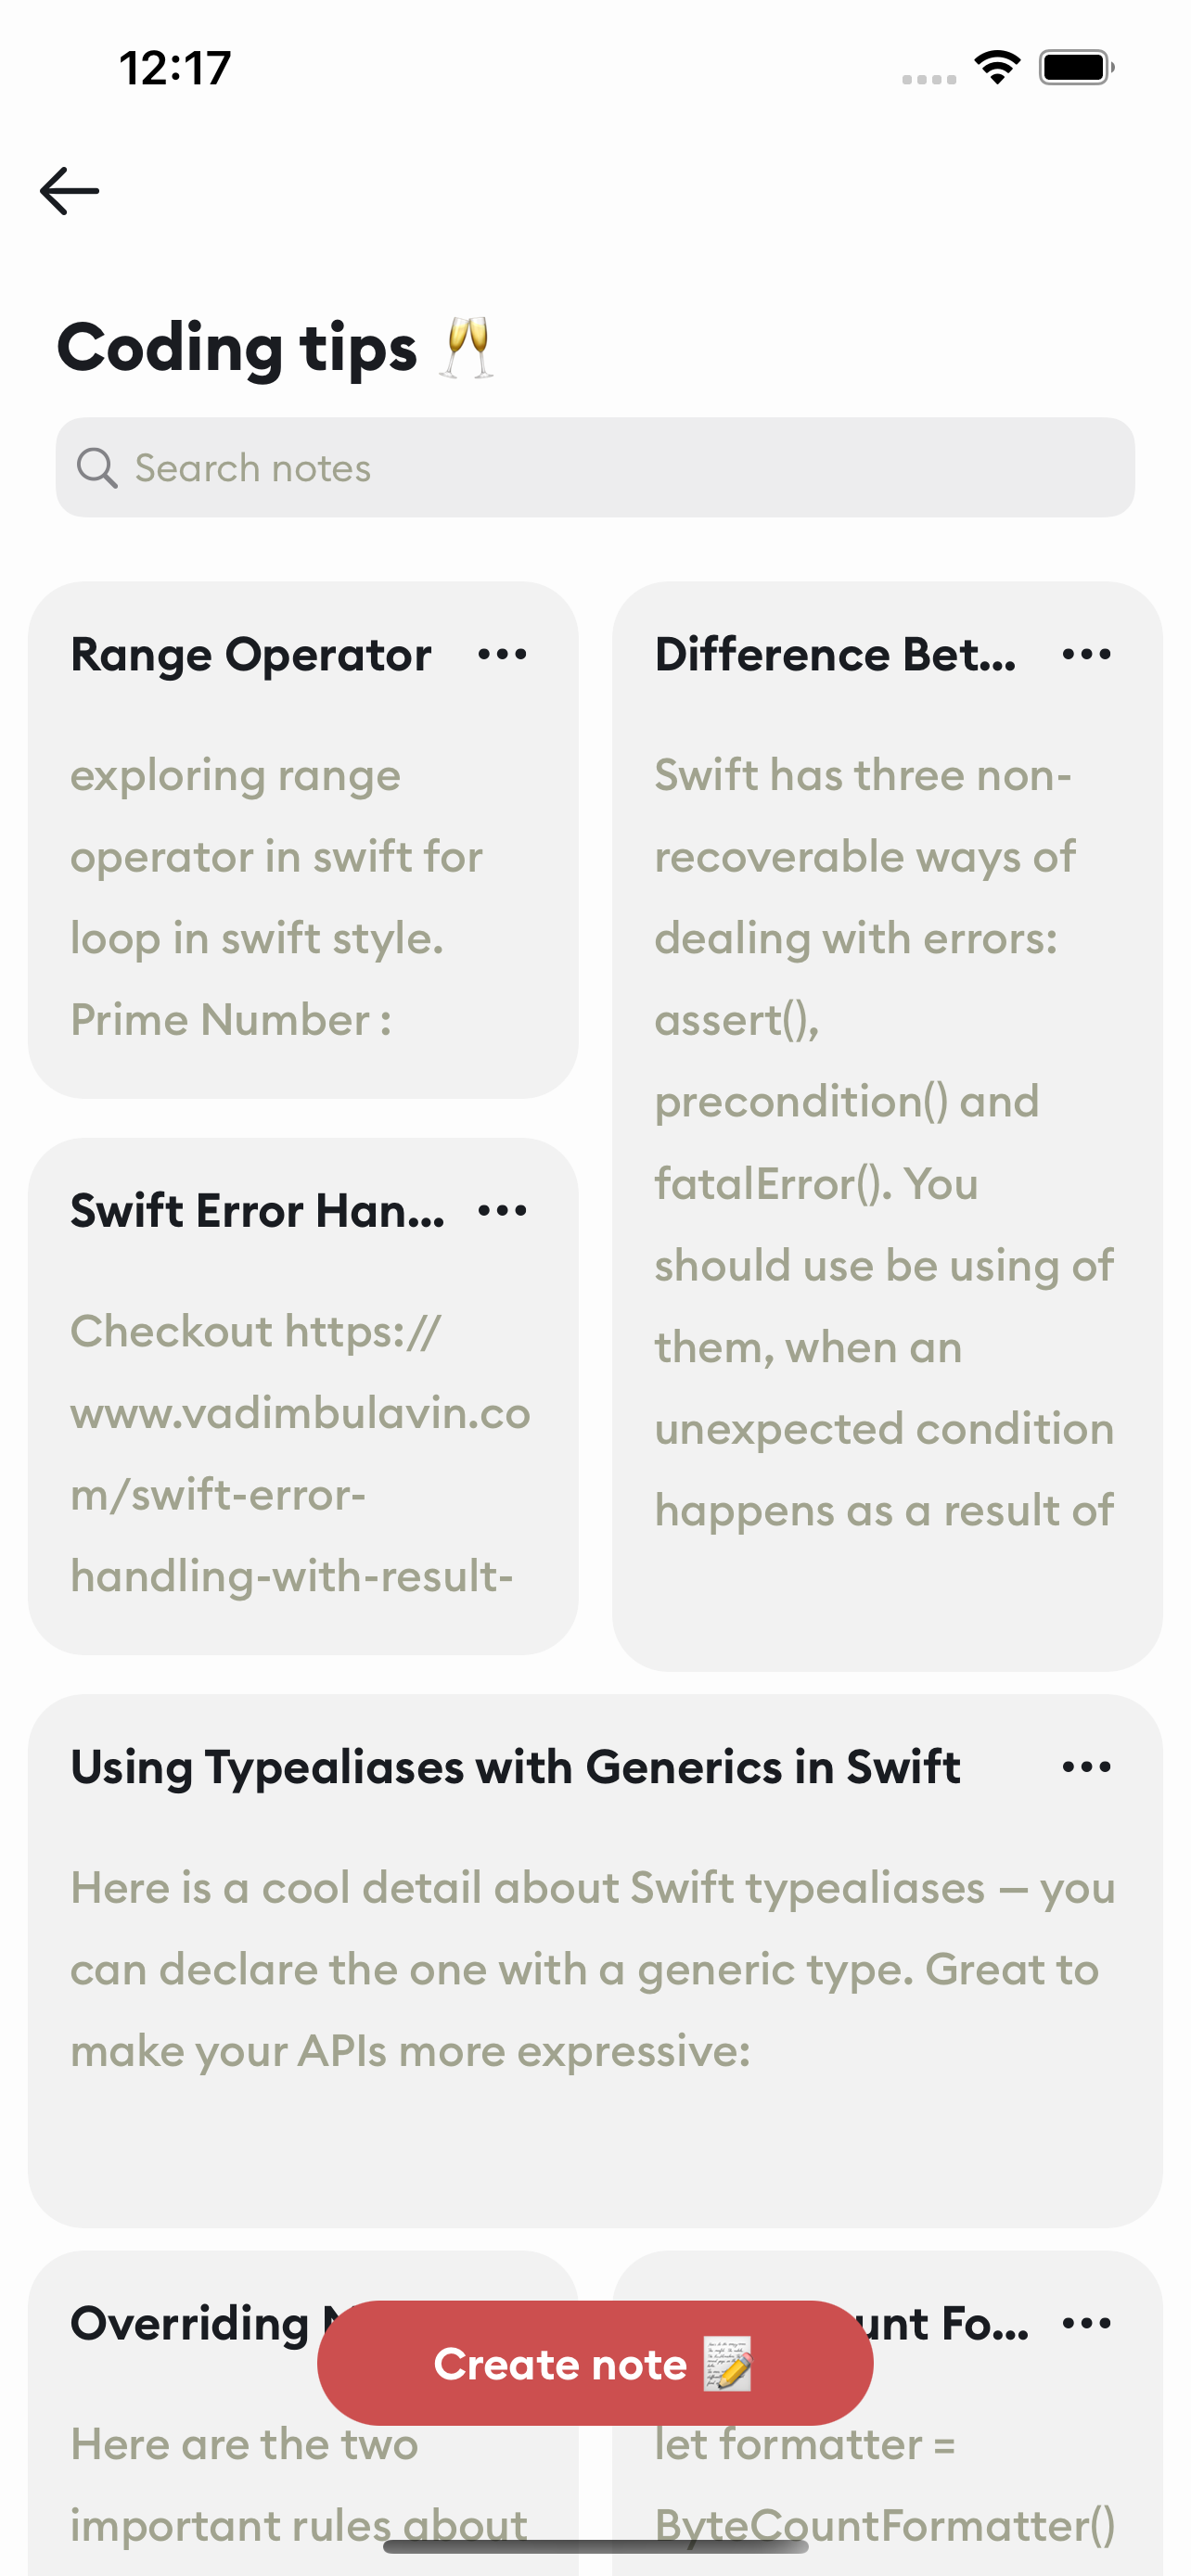 12:17
Coding tips 🥂
Search notes
Range Operator
exploring range
operator in swift for
loop in swift style.
Prime Number :
Difference Bet...
Swift has three non-
recoverable ways of
dealing with errors:
assert(),
precondition() and
fatalError(). You
should use be using of
them, when an
unexpected condition
happens as a result of
Swift Error Han...
Checkout https://
www.vadimbulavin.co
m/swift-error-
handling-with-result-
Using Typealiases with Generics in Swift
Here is a cool detail about Swift typealiases — you
can declare the one with a generic type. Great to
make your APIs more expressive:
Overriding
unt Fo...
Create note 📝
Here are the two
important rules about
let formatter =
ByteCountFormatter()